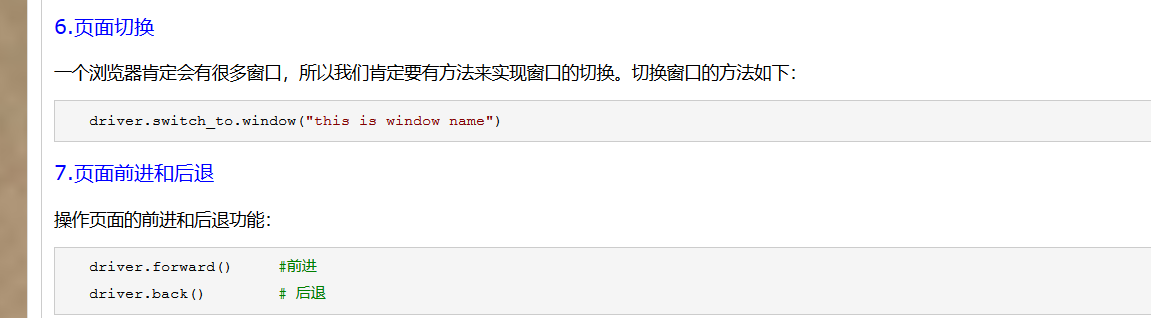 6.页面切换
一个浏览器肯定会有很多窗口，所以我们肯定要有方法来实现窗口的切换。切换窗口的方法如下：
driver.switch_to.window("this is window name")
7.页面前进和后退
操作页面的前进和后退功能：
driver.forward()     #前进
driver.back()        # 后退